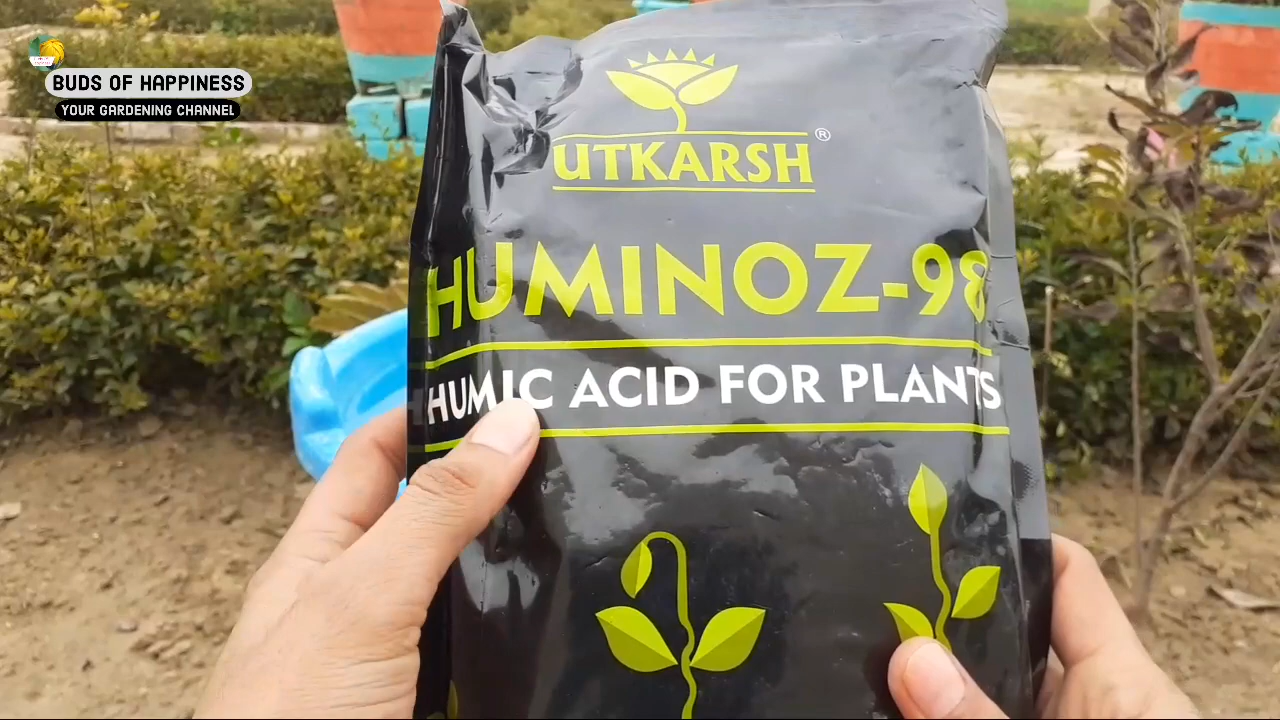 BUDS OF HAPPINESS
YOUR GARDENING CHANNEL
UTKARSH®
HUMINOZ-98
HUMIC ACID FOR PLANTS